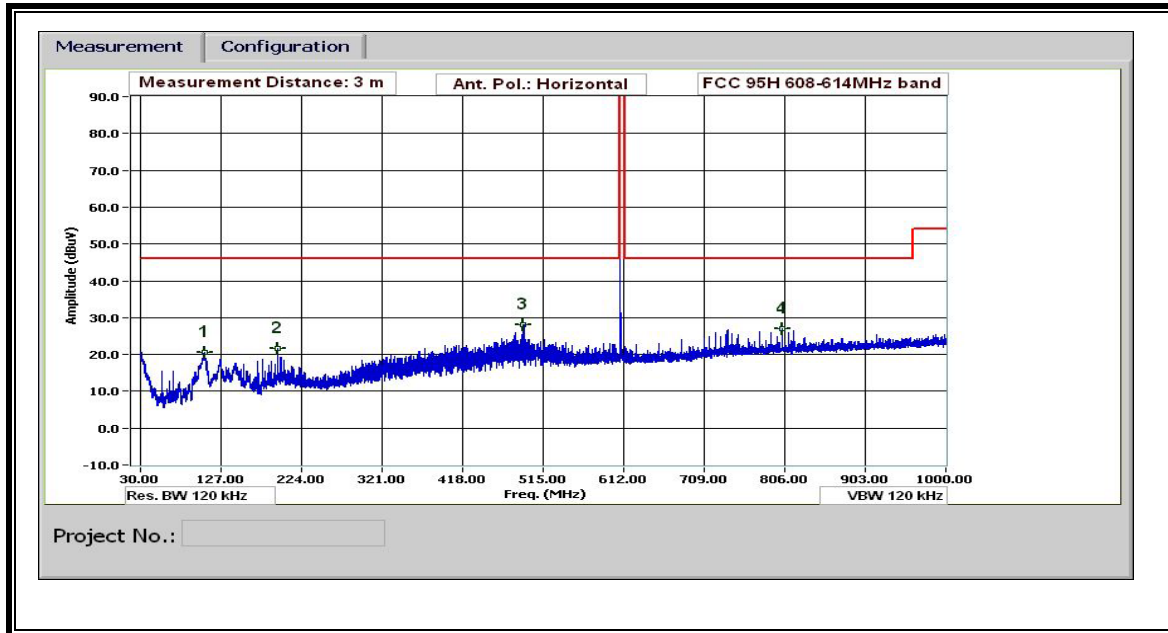 Measurement Configuration
Measurement Distance: 3 m Ant. Pol.: Horizontal FCC 95H 608-614MHz band
90.0
80.0
70.0
60.0
50.0
40.0
30.0
20.0
10.0
0.0
-10.0
Amplitude (dBuV)
1 2 3 4
30.00 127.00 224.00 321.00 418.00 515.00 612.00 709.00 806.00 903.00 1000.00
Res. BW 120 kHz Freq. (MHz) VBW 120 kHz
Project No.: